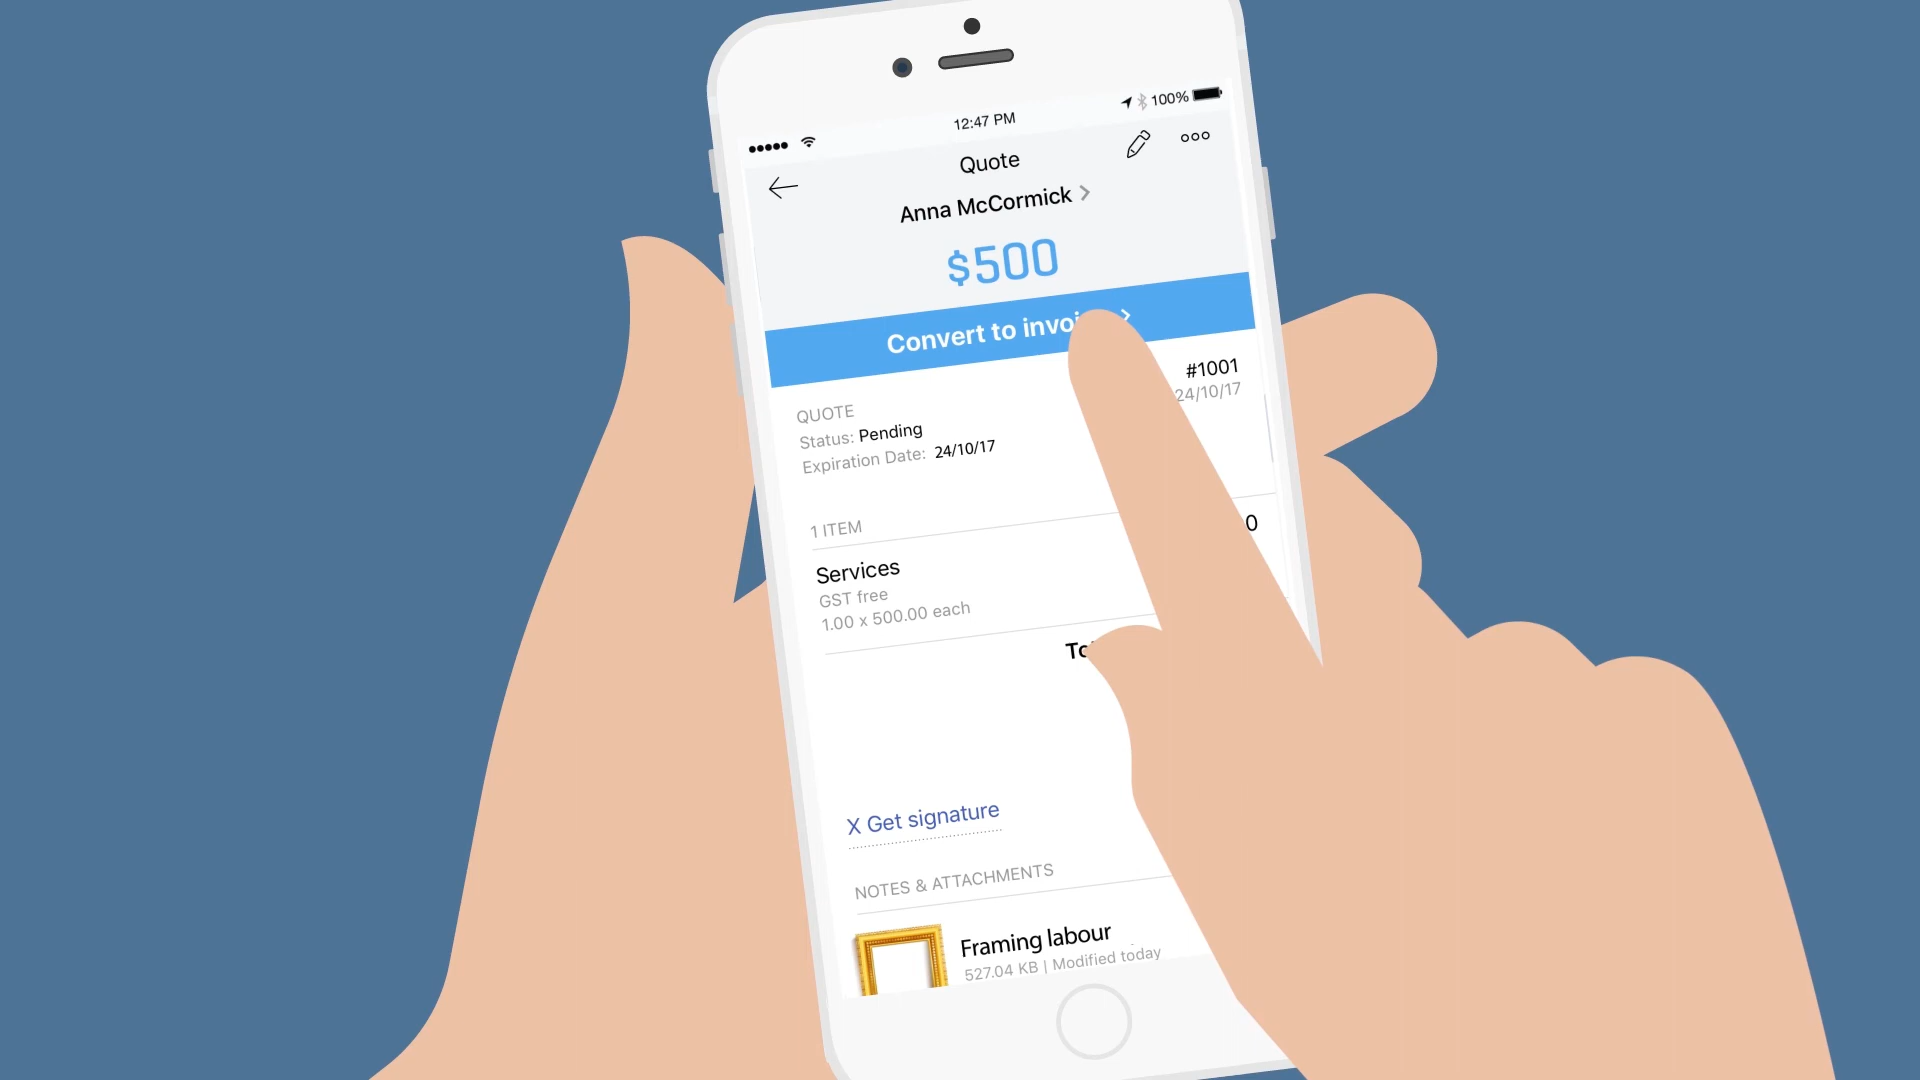 12:47 PM
100%
Quote
Anna McCormick
$500
Convert to
#1001
QUOTE
24/10/17
Status: Pending
Expiration Date: 24/10/17
1 ITEM
Services
0
GST free
1.00 x 500.00 each
X Get signature
NOTES & ATTACHMENTS
Framing labour
527.04 KB | Modified today